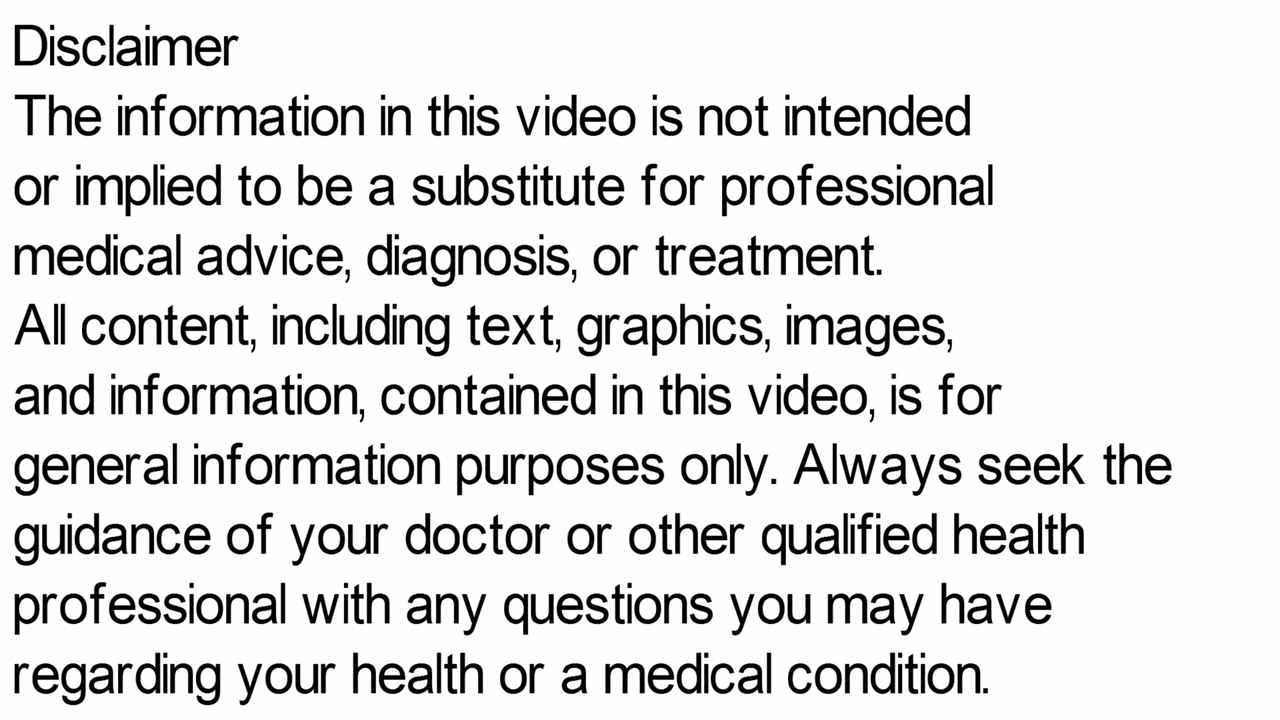 Disclaimer
The information in this video is not intended
or implied to be a substitute for professional
medical advice, diagnosis, or treatment.
All content, including text, graphics, images,
and information, contained in this video, is for
general information purposes only. Always seek the
guidance of your doctor or other qualified health
professional with any questions you may have
regarding your health or a medical condition.